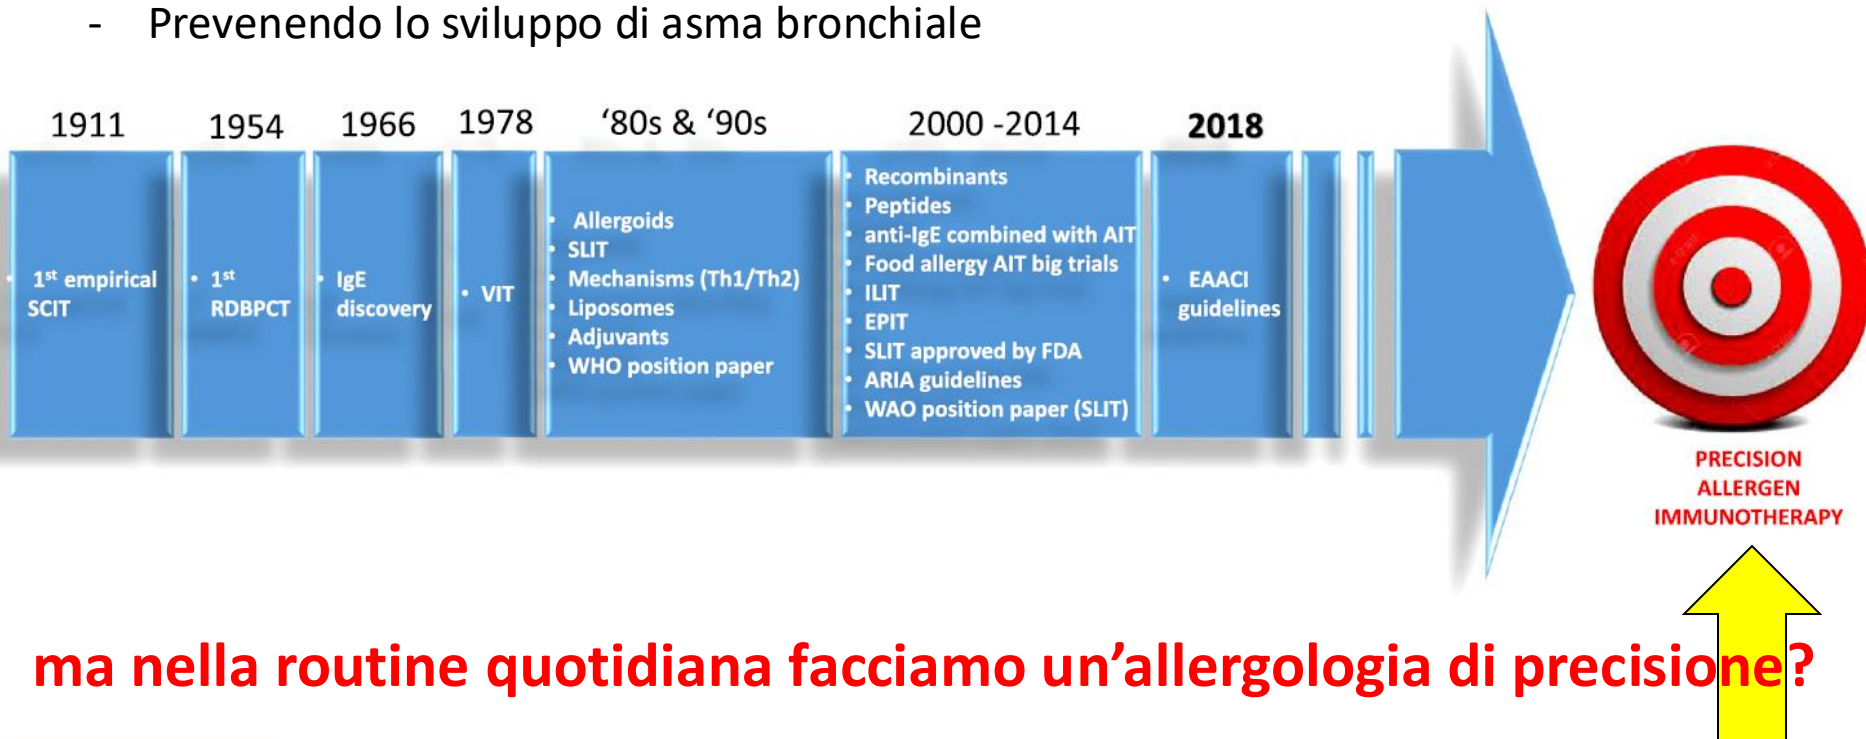 - Prevenendo lo sviluppo di asma bronchiale
1911
1954
1966
1978
‘80s & ‘90s
2000 -2014
2018
• 1st empirical
SCIT
• 1st
RDBPCT
• IgE
discovery
• VIT
• Allergoids
• SLIT
• Mechanisms (Th1/Th2)
• Liposomes
• Adjuvants
• WHO position paper
• Recombinants
• Peptides
• anti-IgE combined with AIT
• Food allergy AIT big trials
• ILIT
• EPIT
• SLIT approved by FDA
• ARIA guidelines
• WAO position paper (SLIT)
• EAACI
guidelines
PRECISION
ALLERGEN
IMMUNOTHERAPY
ma nella routine quotidiana facciamo un’allergologia di precisione?